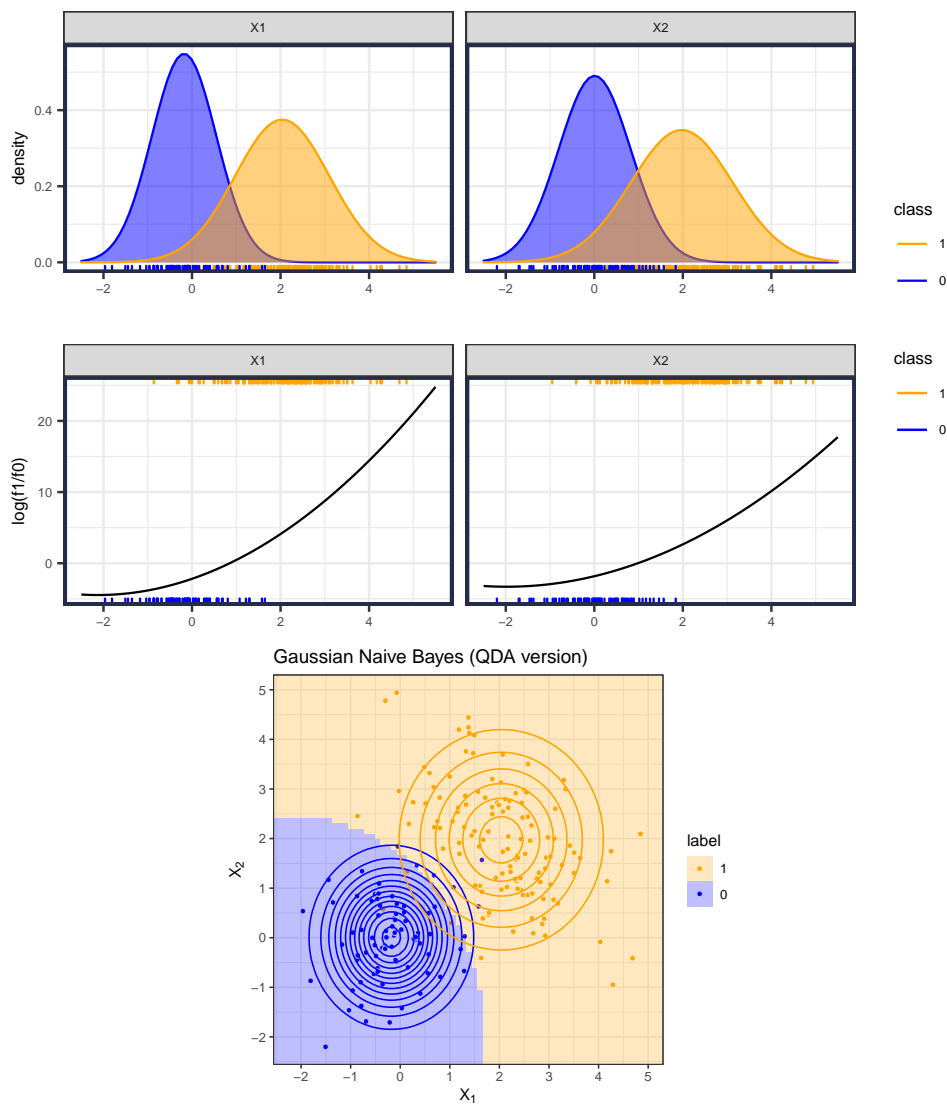 X1 X2
density
0.4
0.2
0.0
−2 0 2 4 −2 0 2 4
class
1
0
X1 X2
log(f1/f0)
20
10
0
−2 0 2 4 −2 0 2 4
class
1
0
Gaussian Naive Bayes (QDA version)
X₂
5
4
3
2
1
0
−1
−2
−2 −1 0 1 2 3 4 5
X₁
label
1
0